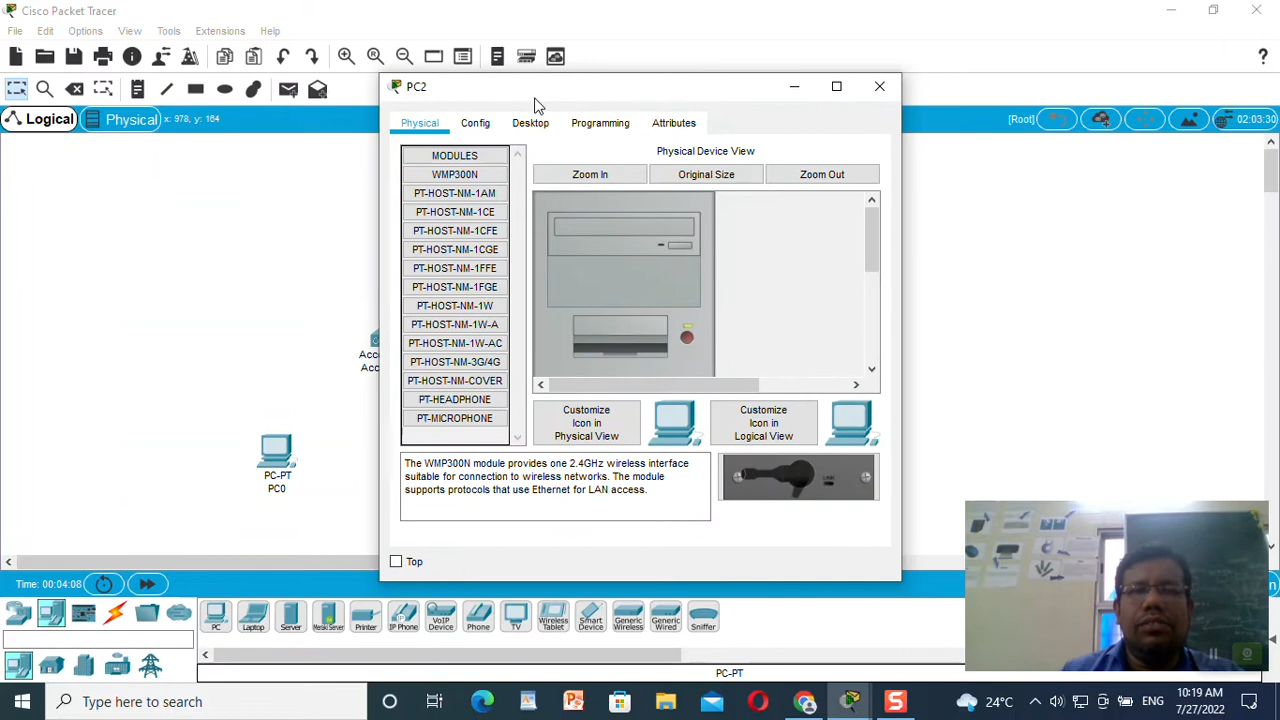 Cisco Packet Tracer
File Edit Options View Tools Extensions Help
PC2
Logical Physical x: 978, y: 164
[Root] 02:03:30
Physical Config Desktop Programming Attributes
MODULES
WMP300N
PT-HOST-NM-1AM
PT-HOST-NM-1CE
PT-HOST-NM-1CFE
PT-HOST-NM-1CGE
PT-HOST-NM-1FFE
PT-HOST-NM-1FGE
PT-HOST-NM-1W
PT-HOST-NM-1W-A
PT-HOST-NM-1W-AC
PT-HOST-NM-3G/4G
PT-HOST-NM-COVER
PT-HEADPHONE
PT-MICROPHONE
Physical Device View
Zoom In Original Size Zoom Out
Customize
Icon in
Physical View
Customize
Icon in
Logical View
The WMP300N module provides one 2.4GHz wireless interface
suitable for connection to wireless networks. The module
supports protocols that use Ethernet for LAN access.
LINK
Top
Acce
Acc
PC-PT
PC0
Time: 00:04:08
PC Laptop Server Meraki Server Printer IP Phone VoIP Device Phone TV Wireless Tablet Smart Device Generic Wireless Generic Wired Sniffer
PC-PT
Type here to search
24°C
ENG
10:19 AM
7/27/2022